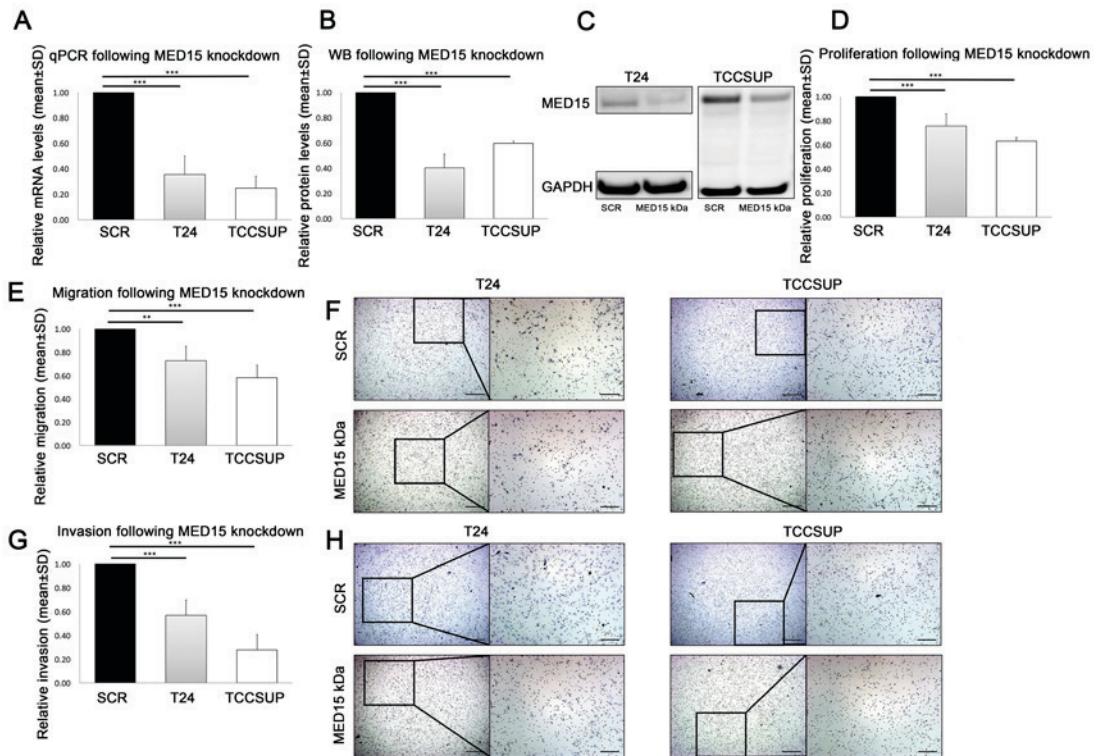 A
qPCR following MED15 knockdown
Relative mRNA levels (mean±SD)
***
***
1.00
0.80
0.60
0.40
0.20
0.00
SCR T24 TCCSUP
B
WB following MED15 knockdown
Relative protein levels (mean±SD)
***
***
1.00
0.80
0.60
0.40
0.20
0.00
SCR T24 TCCSUP
C
T24 TCCSUP
MED15
GAPDH
SCR MED15 kDa SCR MED15 kDa
D
Proliferation following MED15 knockdown
Relative proliferation (mean±SD)
***
***
1.00
0.80
0.60
0.40
0.20
0.00
SCR T24 TCCSUP
E
Migration following MED15 knockdown
Relative migration (mean±SD)
***
**
1.00
0.80
0.60
0.40
0.20
0.00
SCR T24 TCCSUP
F
T24 TCCSUP
SCR
MED15 kDa
G
Invasion following MED15 knockdown
Relative invasion (mean±SD)
***
***
1.00
0.80
0.60
0.40
0.20
0.00
SCR T24 TCCSUP
H
T24 TCCSUP
SCR
MED15 kDa